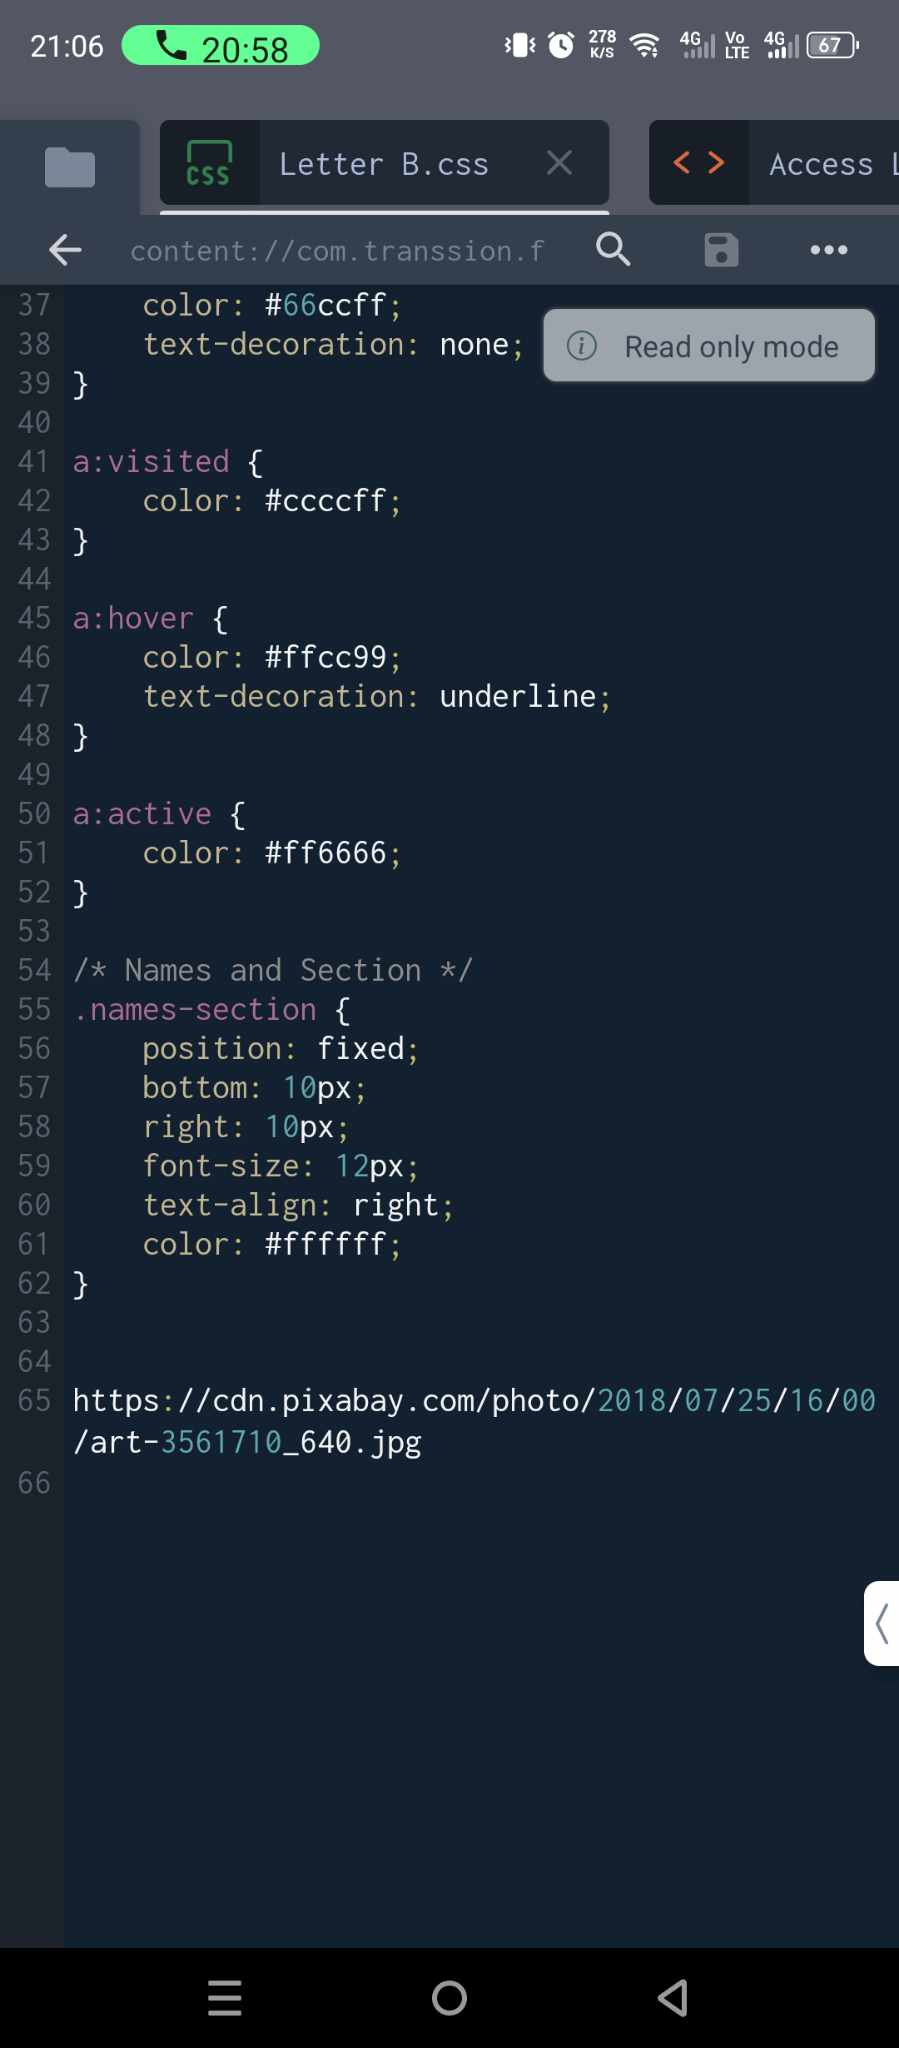 21:06 20:58 278 K/S 4G Vo LTE 4G 67
CSS Letter B.css < > Access
content://com.transsion.f
Read only mode
37 color: #66ccff;
38 text-decoration: none;
39 }
40
41 a:visited {
42 color: #ccccff;
43 }
44
45 a:hover {
46 color: #ffcc99;
47 text-decoration: underline;
48 }
49
50 a:active {
51 color: #ff6666;
52 }
53
54 /* Names and Section */
55 .names-section {
56 position: fixed;
57 bottom: 10px;
58 right: 10px;
59 font-size: 12px;
60 text-align: right;
61 color: #ffffff;
62 }
63
64
65 https://cdn.pixabay.com/photo/2018/07/25/16/00
/art-3561710_640.jpg
66